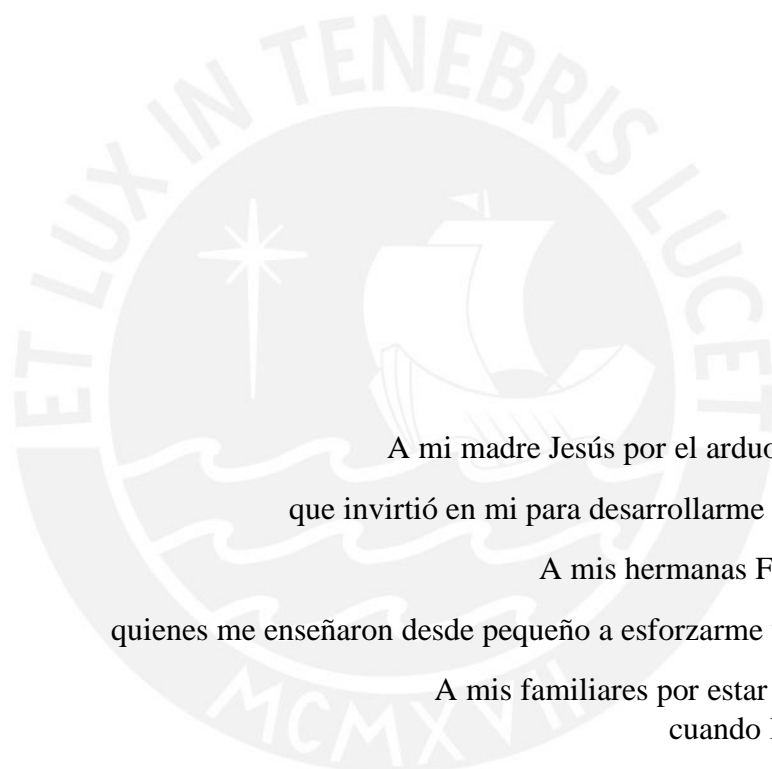 ET LUX IN TENEBRIS LUCET
A mi madre Jesús por el arduo
que invirtió en mi para desarrollarme
A mis hermanas F
quienes me enseñaron desde pequeño a esforzarme
A mis familiares por estar
cuando
MCMXVII